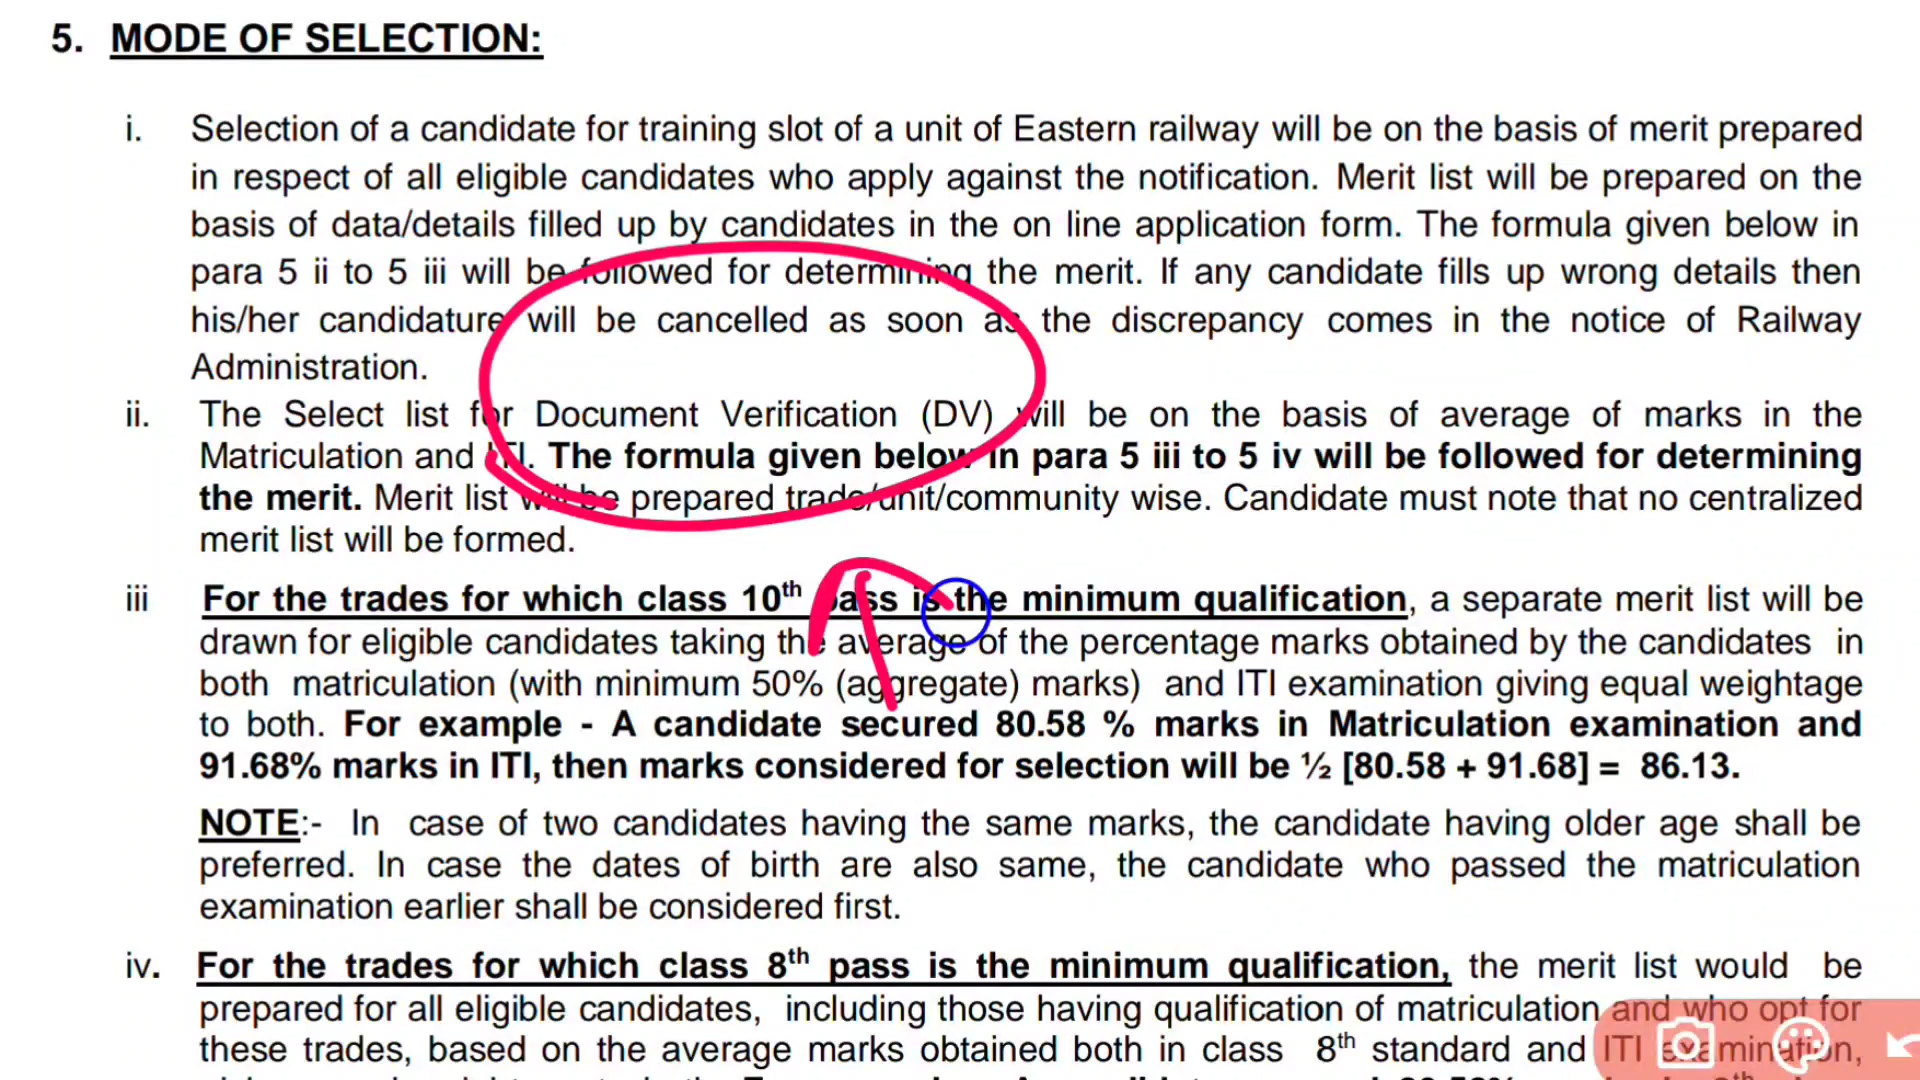 5. MODE OF SELECTION:
i. Selection of a candidate for training slot of a unit of Eastern railway will be on the basis of merit prepared
in respect of all eligible candidates who apply against the notification. Merit list will be prepared on the
basis of data/details filled up by candidates in the on line application form. The formula given below in
para 5 ii to 5 iii will be followed for determining the merit. If any candidate fills up wrong details then
his/her candidature will be cancelled as soon as the discrepancy comes in the notice of Railway
Administration.
ii. The Select list for Document Verification (DV) will be on the basis of average of marks in the
Matriculation and ITI. The formula given below in para 5 iii to 5 iv will be followed for determining
the merit. Merit list will be prepared trade/unit/community wise. Candidate must note that no centralized
merit list will be formed.
iii For the trades for which class 10th pass is the minimum qualification, a separate merit list will be
drawn for eligible candidates taking the average of the percentage marks obtained by the candidates in
both matriculation (with minimum 50% (aggregate) marks) and ITI examination giving equal weightage
to both. For example - A candidate secured 80.58 % marks in Matriculation examination and
91.68% marks in ITI, then marks considered for selection will be ½ [80.58 + 91.68] = 86.13.
NOTE:- In case of two candidates having the same marks, the candidate having older age shall be
preferred. In case the dates of birth are also same, the candidate who passed the matriculation
examination earlier shall be considered first.
iv. For the trades for which class 8th pass is the minimum qualification, the merit list would be
prepared for all eligible candidates, including those having qualification of matriculation and who opt for
these trades, based on the average marks obtained both in class 8th standard and ITI examination,